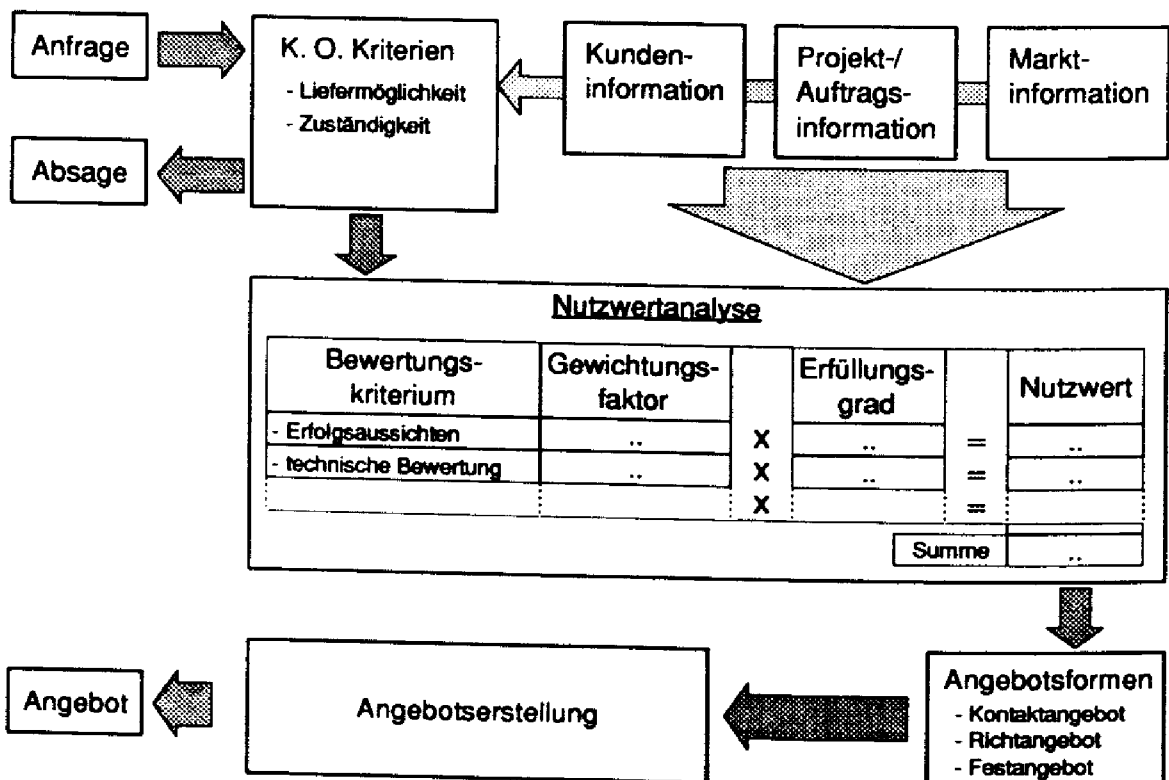 Anfrage
K. O. Kriterien
- Liefermöglichkeit
- Zuständigkeit
Kunden-
information
Projekt-/
Auftrags-
information
Markt-
information
Absage
Nutzwertanalyse
Bewertungs-
kriterium
Gewichtungs-
faktor
Erfüllungs-
grad
Nutzwert
- Erfolgsaussichten .. X .. = ..
- technische Bewertung .. X .. = ..
X =
Summe ..
Angebot
Angebotserstellung
Angebotsformen
- Kontaktangebot
- Richtangebot
- Festangebot